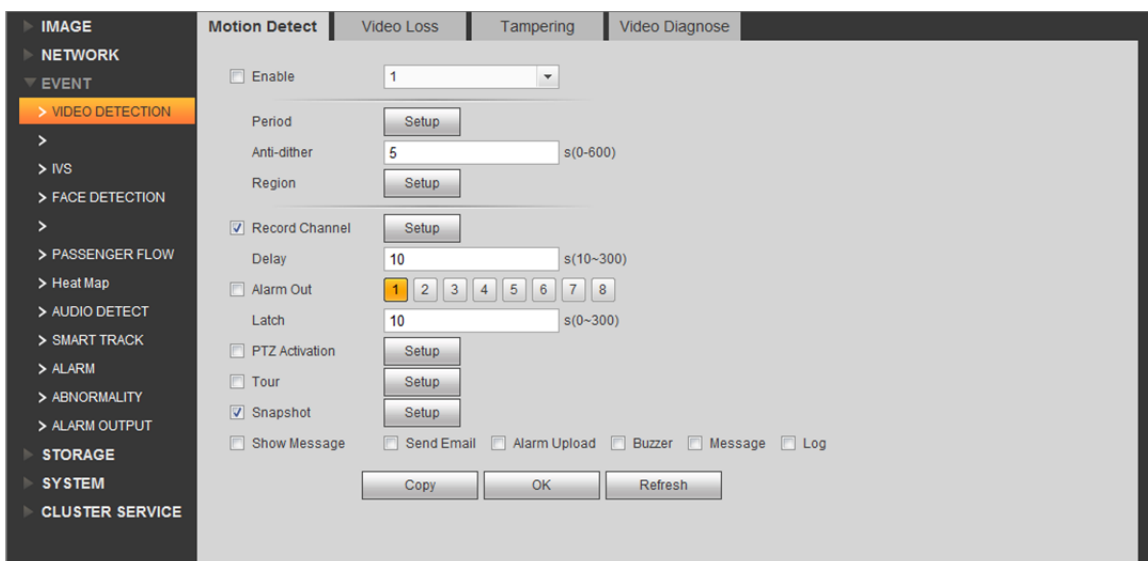 IMAGE
NETWORK
EVENT
> VIDEO DETECTION
>
> IVS
> FACE DETECTION
>
> PASSENGER FLOW
> Heat Map
> AUDIO DETECT
> SMART TRACK
> ALARM
> ABNORMALITY
> ALARM OUTPUT
STORAGE
SYSTEM
CLUSTER SERVICE
Motion Detect Video Loss Tampering Video Diagnose
Enable 1
Period Setup
Anti-dither 5 s(0-600)
Region Setup
Record Channel Setup
Delay 10 s(10~300)
Alarm Out 1 2 3 4 5 6 7 8
Latch 10 s(0~300)
PTZ Activation Setup
Tour Setup
Snapshot Setup
Show Message Send Email Alarm Upload Buzzer Message Log
Copy OK Refresh